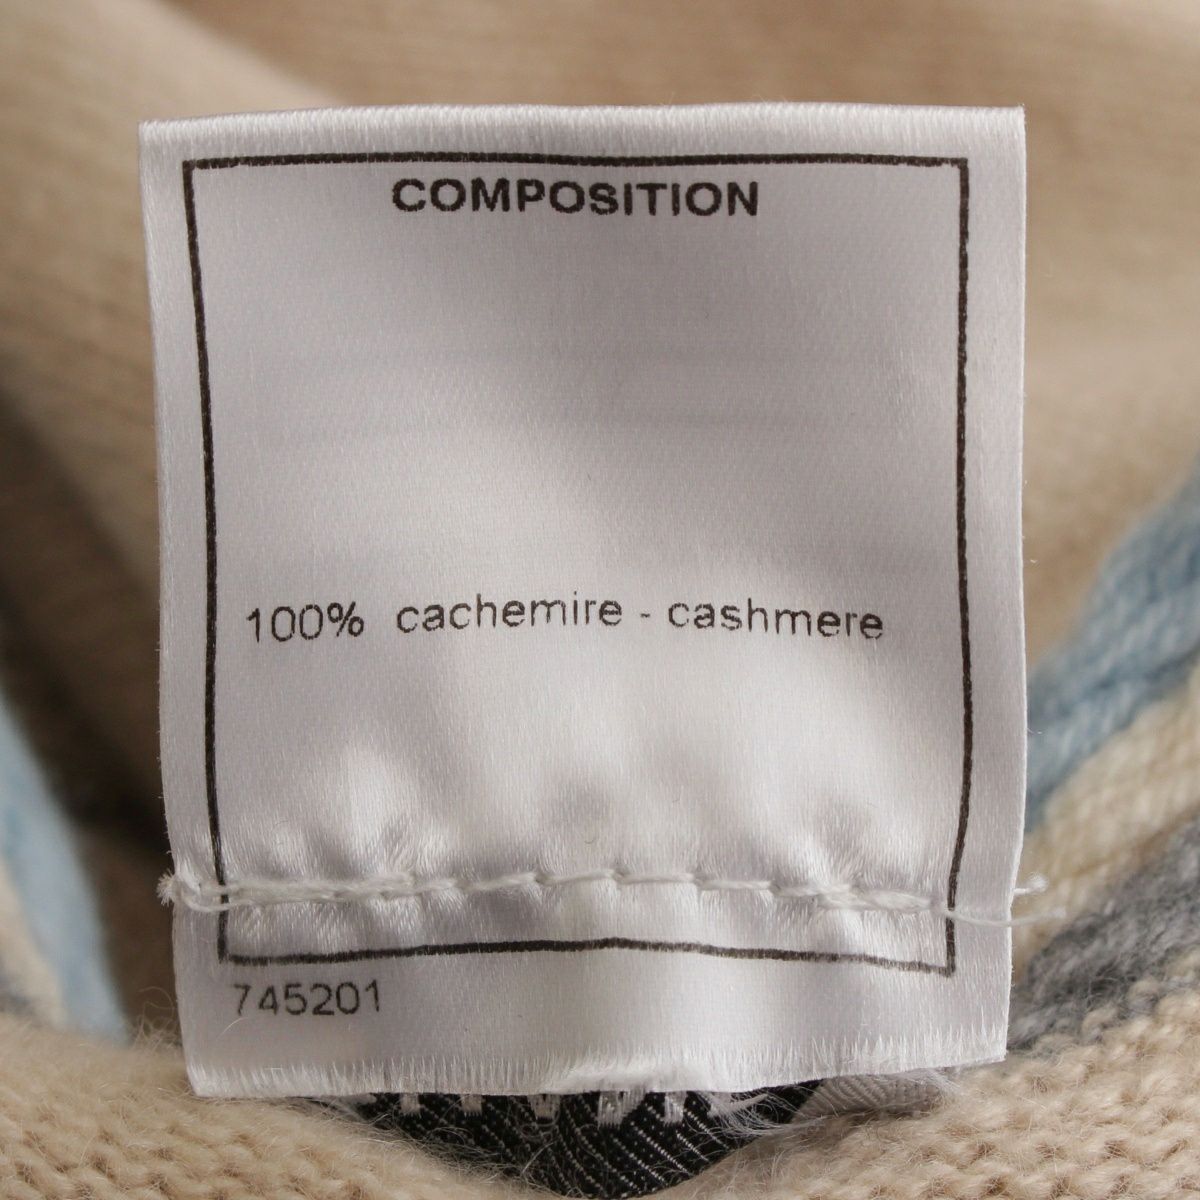 COMPOSITION
100% cachemire - cashmere
745201